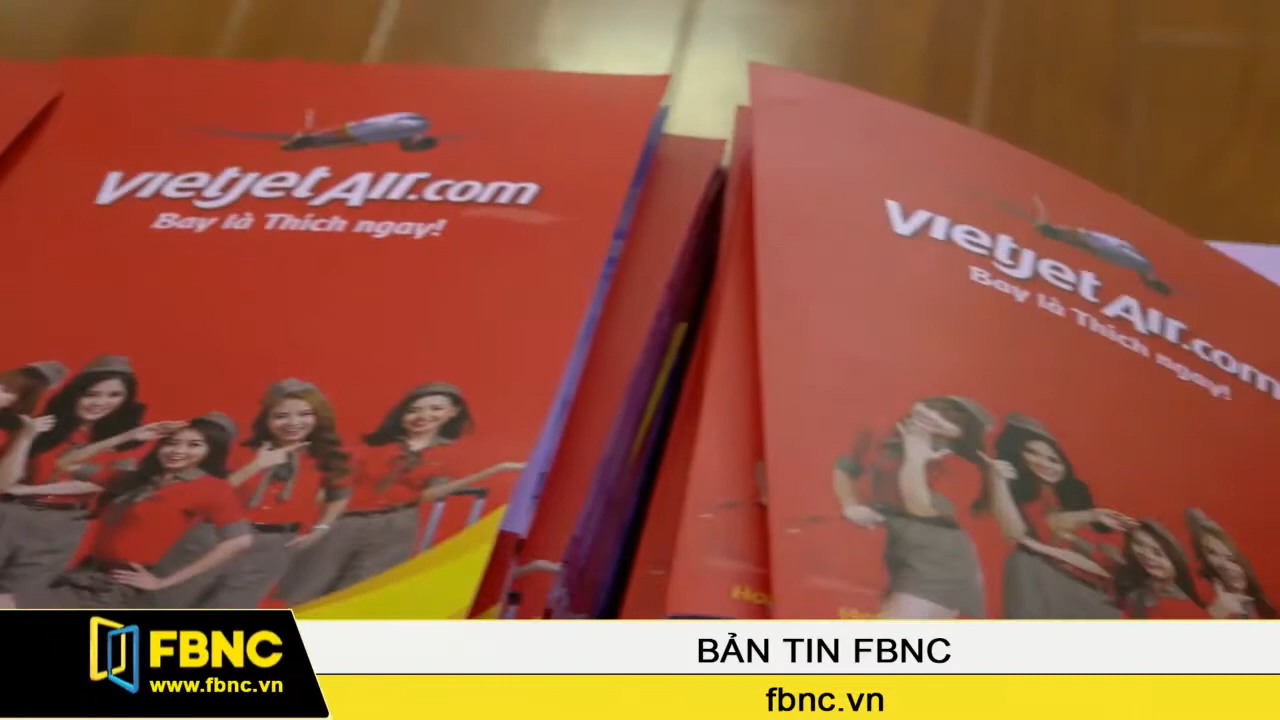 VietjetAir.com
Bay là Thích ngay!
VietjetAir.com
Bay là Thích ngay!
FBNC
www.fbnc.vn
BẢN TIN FBNC
fbnc.vn